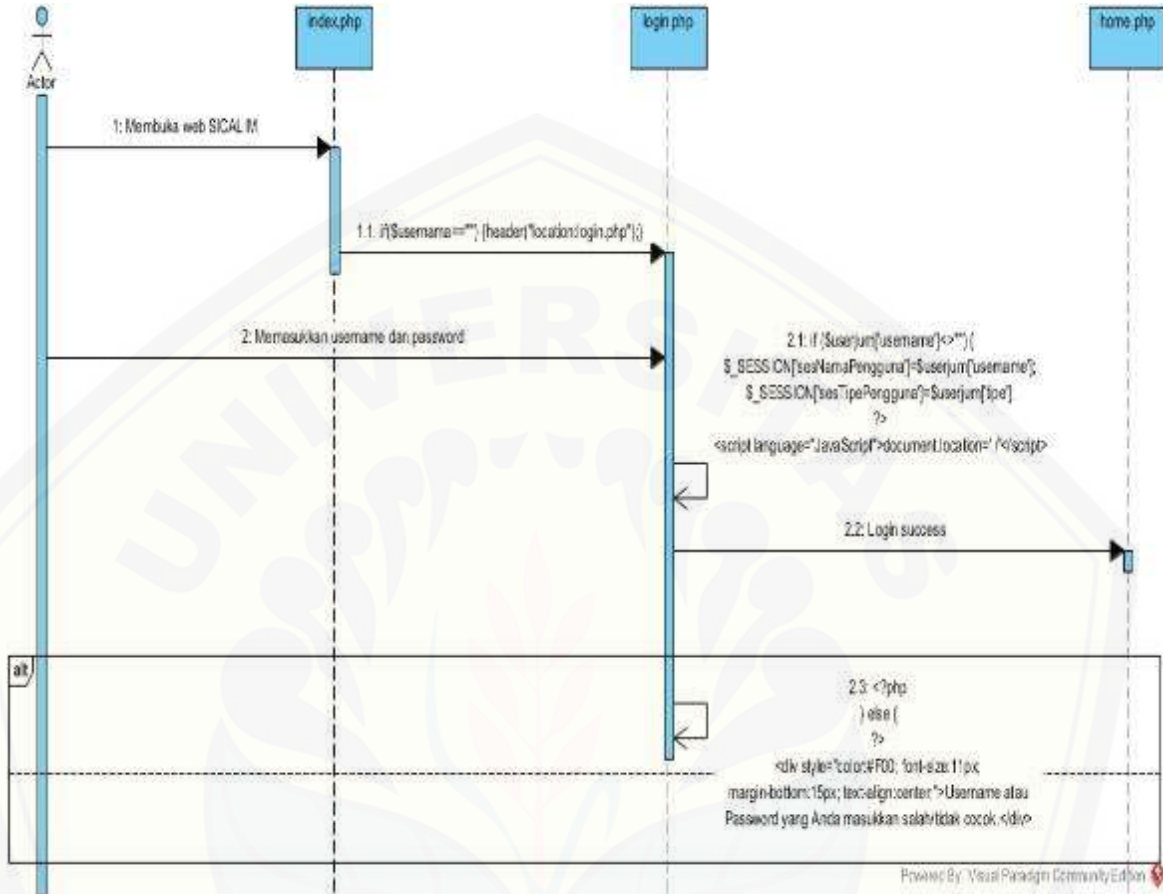 index.php
login.php
home.php
Actor
1: Membuka web SICALIM
1.1: if($username=="") {header("location:login.php");}
2: Memasukkan username dan password
2.1: if ($userjum['username']<>"") {
$_SESSION['sesNamaPengguna']=$userjum['username'];
$_SESSION['sesTipePengguna']=$userjum['tipe']
?>
<script language="JavaScript">document.location='/'</script>
2.2: Login success
alt
2.3: <?php
} else {
?>
<div style="color:#F00; font-size:11px;
margin-bottom:15px; text-align:center;">Username atau
Password yang Anda masukkan salah/tidak cocok.</div>
UNIVERSITAS
Powered By Visual Paradigm Community Edition